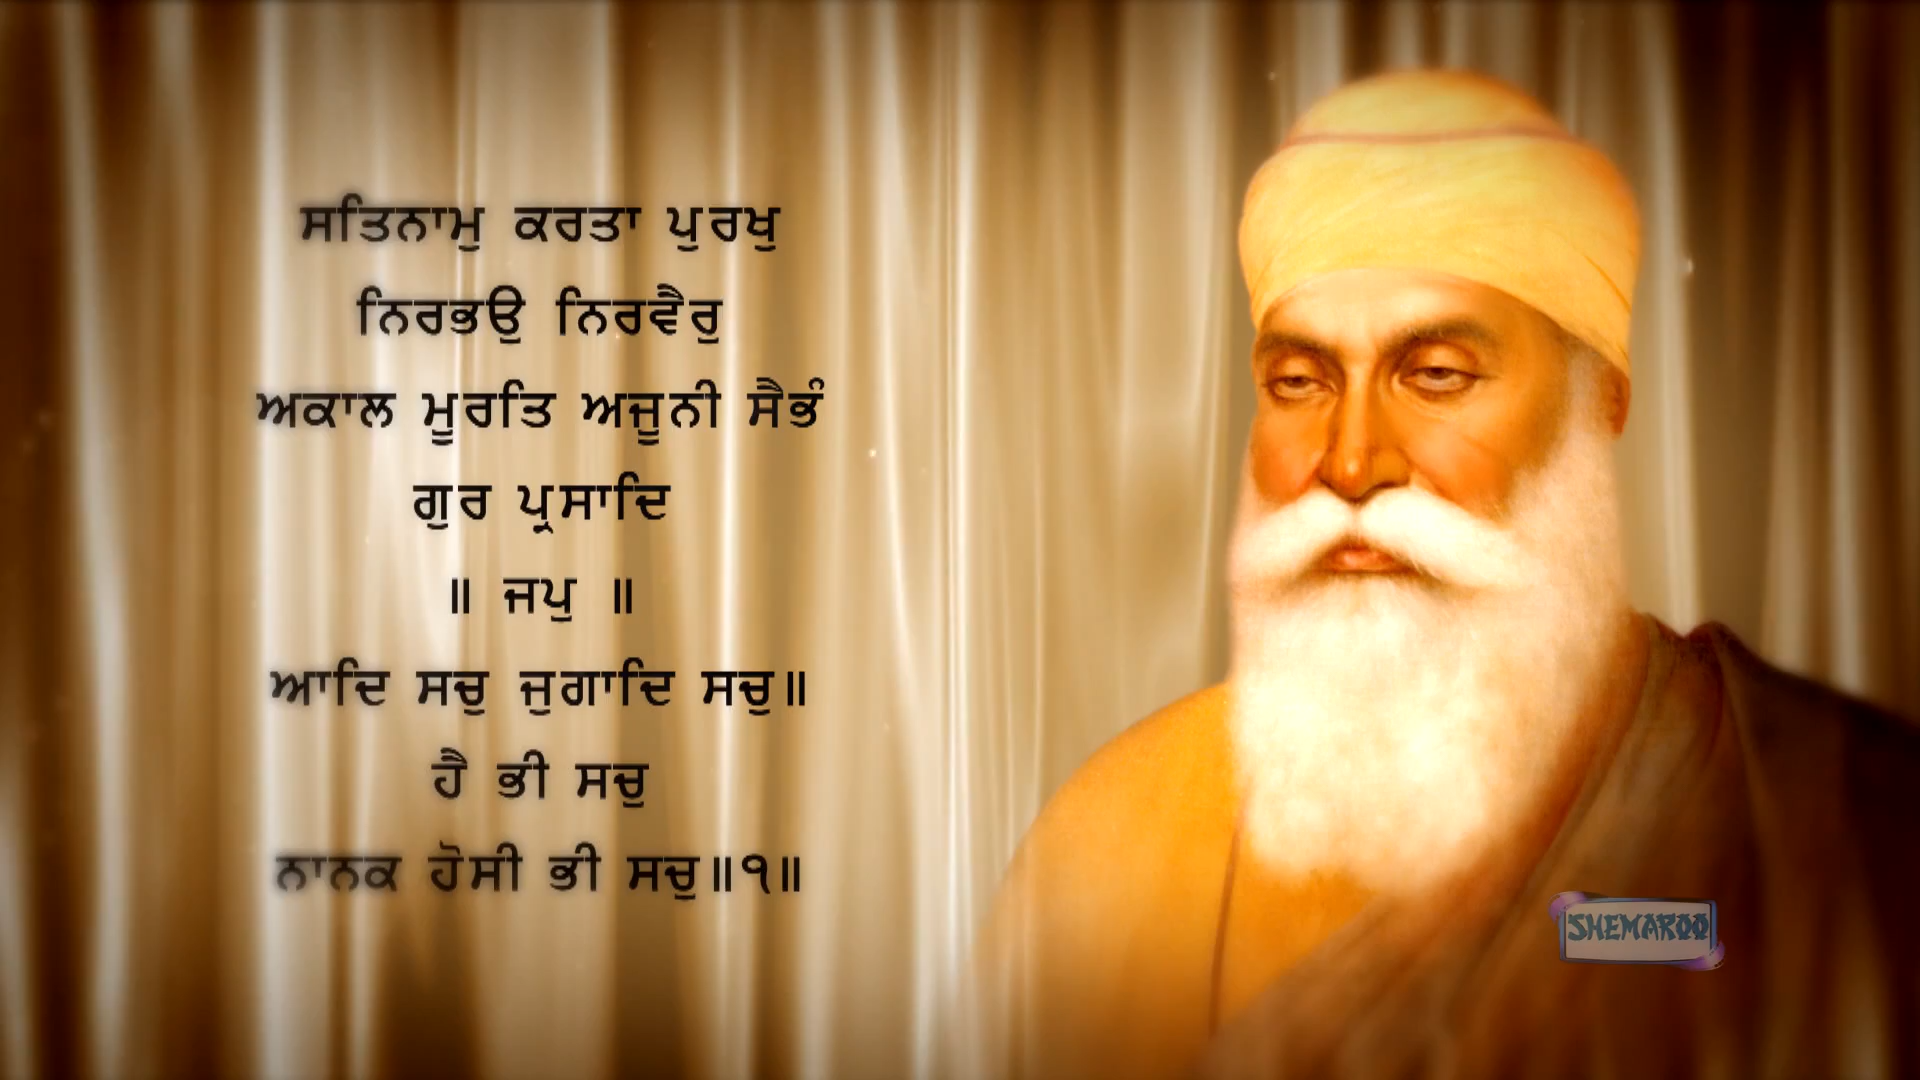 ਸਤਿਨਾਮੁ ਕਰਤਾ ਪੁਰਖੁ
ਨਿਰਭਉ ਨਿਰਵੈਰੁ
ਅਕਾਲ ਮੂਰਤਿ ਅਜੂਨੀ ਸੈਭੰ
ਗੁਰ ਪ੍ਰਸਾਦਿ
॥ ਜਪੁ ॥
ਆਦਿ ਸਚੁ ਜੁਗਾਦਿ ਸਚੁ॥
ਹੈ ਭੀ ਸਚੁ
ਨਾਨਕ ਹੋਸੀ ਭੀ ਸਚੁ॥੧॥
SHEMAROO